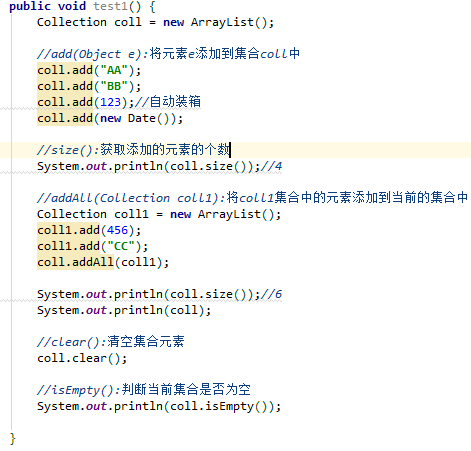 public void test1() {
Collection coll = new ArrayList();
//add(Object e):将元素e添加到集合coll中
coll.add("AA");
coll.add("BB");
coll.add(123);//自动装箱
coll.add(new Date());
//size():获取添加的元素的个数
System.out.println(coll.size());//4
//addAll(Collection coll1):将coll1集合中的元素添加到当前的集合中
Collection coll1 = new ArrayList();
coll1.add(456);
coll1.add("CC");
coll.addAll(coll1);
System.out.println(coll.size());//6
System.out.println(coll);
//clear():清空集合元素
coll.clear();
//isEmpty():判断当前集合是否为空
System.out.println(coll.isEmpty());
}